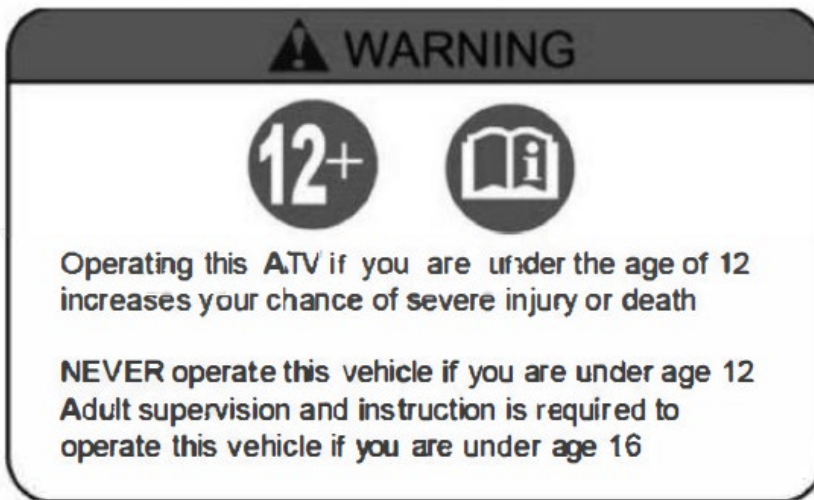 WARNING
12+
Operating this ATV if you are under the age of 12
increases your chance of severe injury or death
NEVER operate this vehicle if you are under age 12
Adult supervision and instruction is required to
operate this vehicle if you are under age 16